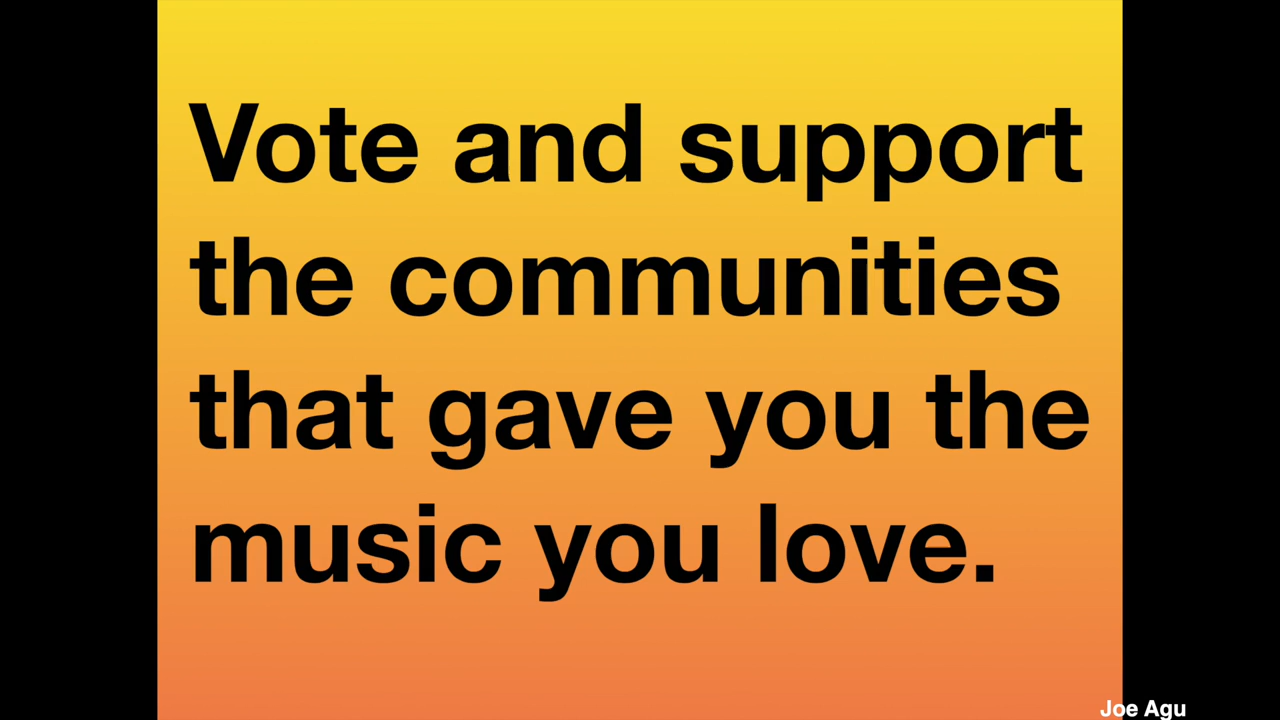 Vote and support
the communities
that gave you the
music you love.
Joe Agu